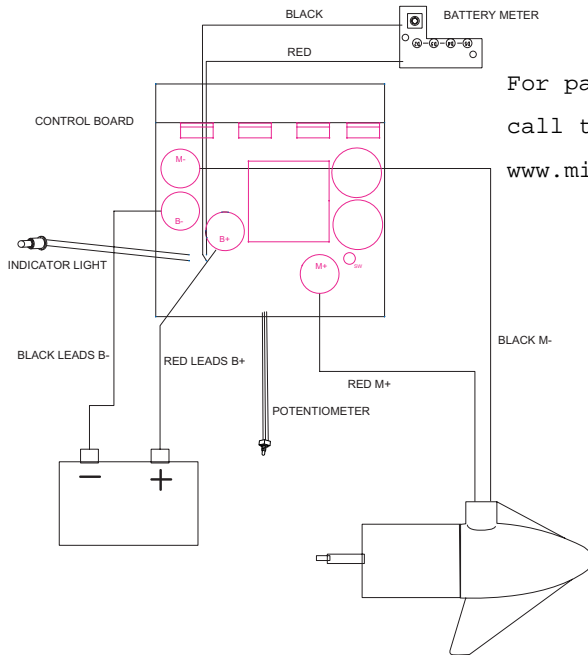 BLACK
BATTERY METER
RED
CONTROL BOARD
For pa
call t
www.mi
M-
B-
B+
M+
SW
INDICATOR LIGHT
BLACK LEADS B-
RED LEADS B+
BLACK M-
RED M+
POTENTIOMETER
− +